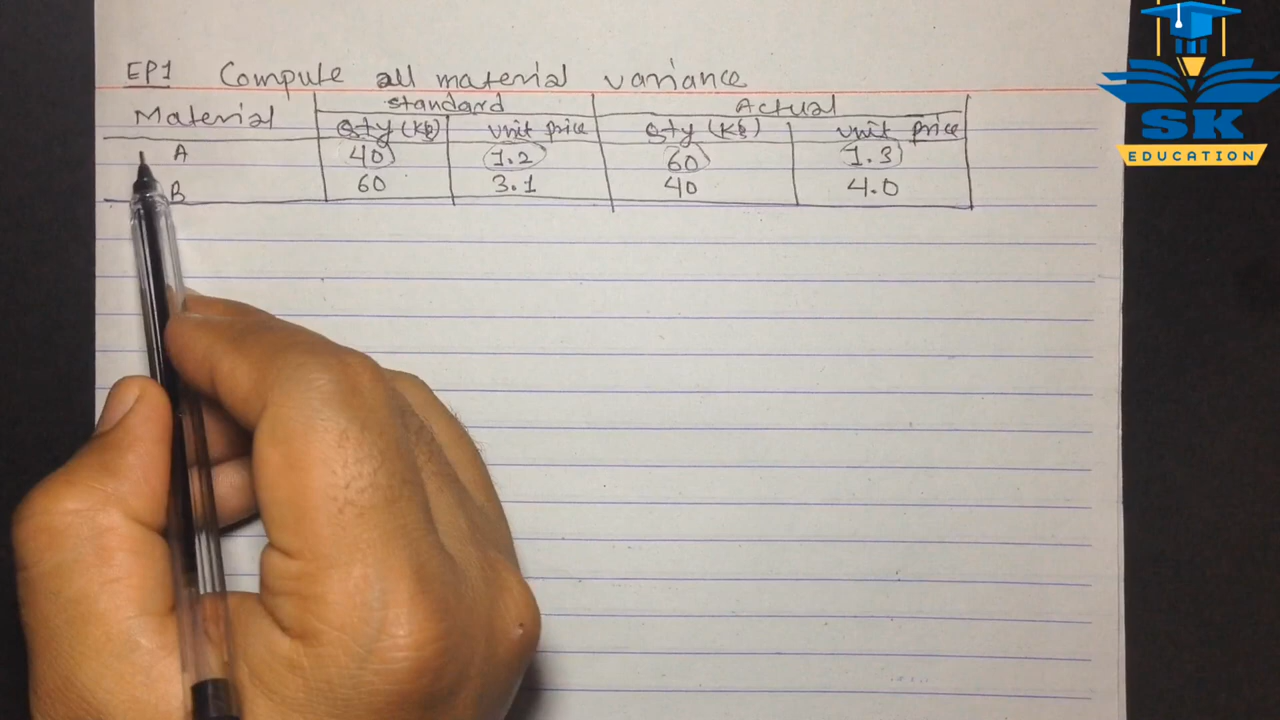 EP1 Compute all material variance
Material Standard Actual
Qty (Kg) unit price Qty (Kg) unit price
A 40 1.2 60 1.3
B 60 3.1 40 4.0
SK
EDUCATION